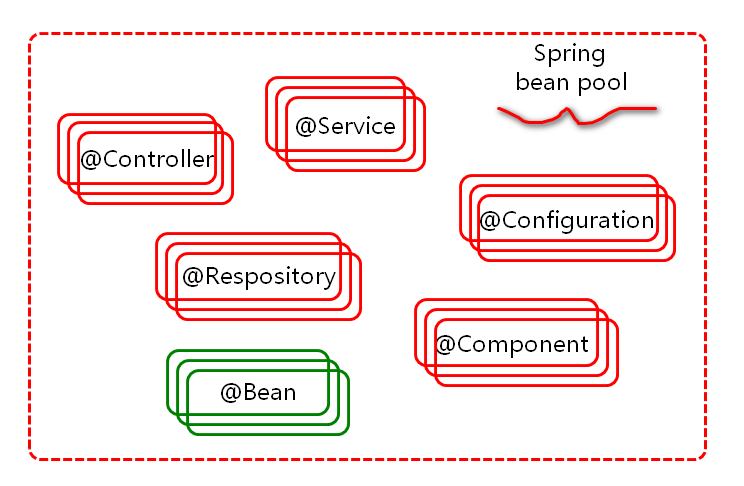 Spring
bean pool
@Service
@Controller
@Configuration
@Respository
@Component
@Bean